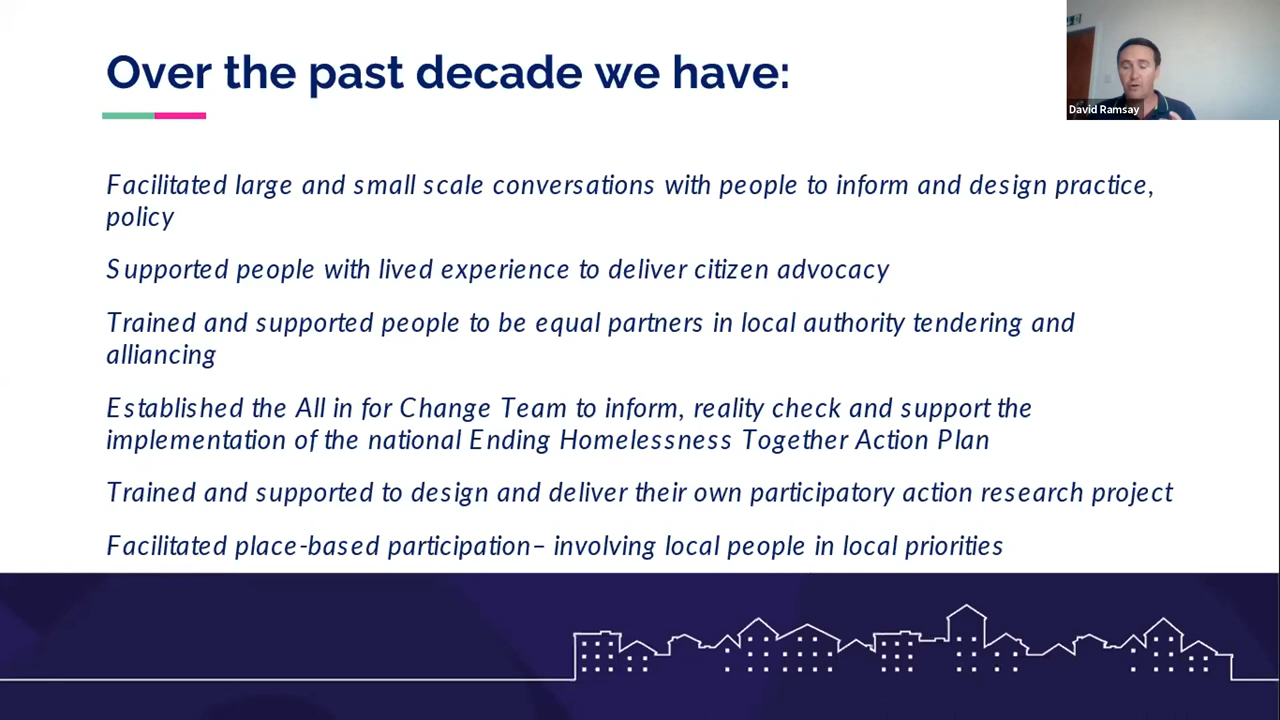 Over the past decade we have:
David Ramsay
Facilitated large and small scale conversations with people to inform and design practice,
policy
Supported people with lived experience to deliver citizen advocacy
Trained and supported people to be equal partners in local authority tendering and
alliancing
Established the All in for Change Team to inform, reality check and support the
implementation of the national Ending Homelessness Together Action Plan
Trained and supported to design and deliver their own participatory action research project
Facilitated place-based participation– involving local people in local priorities